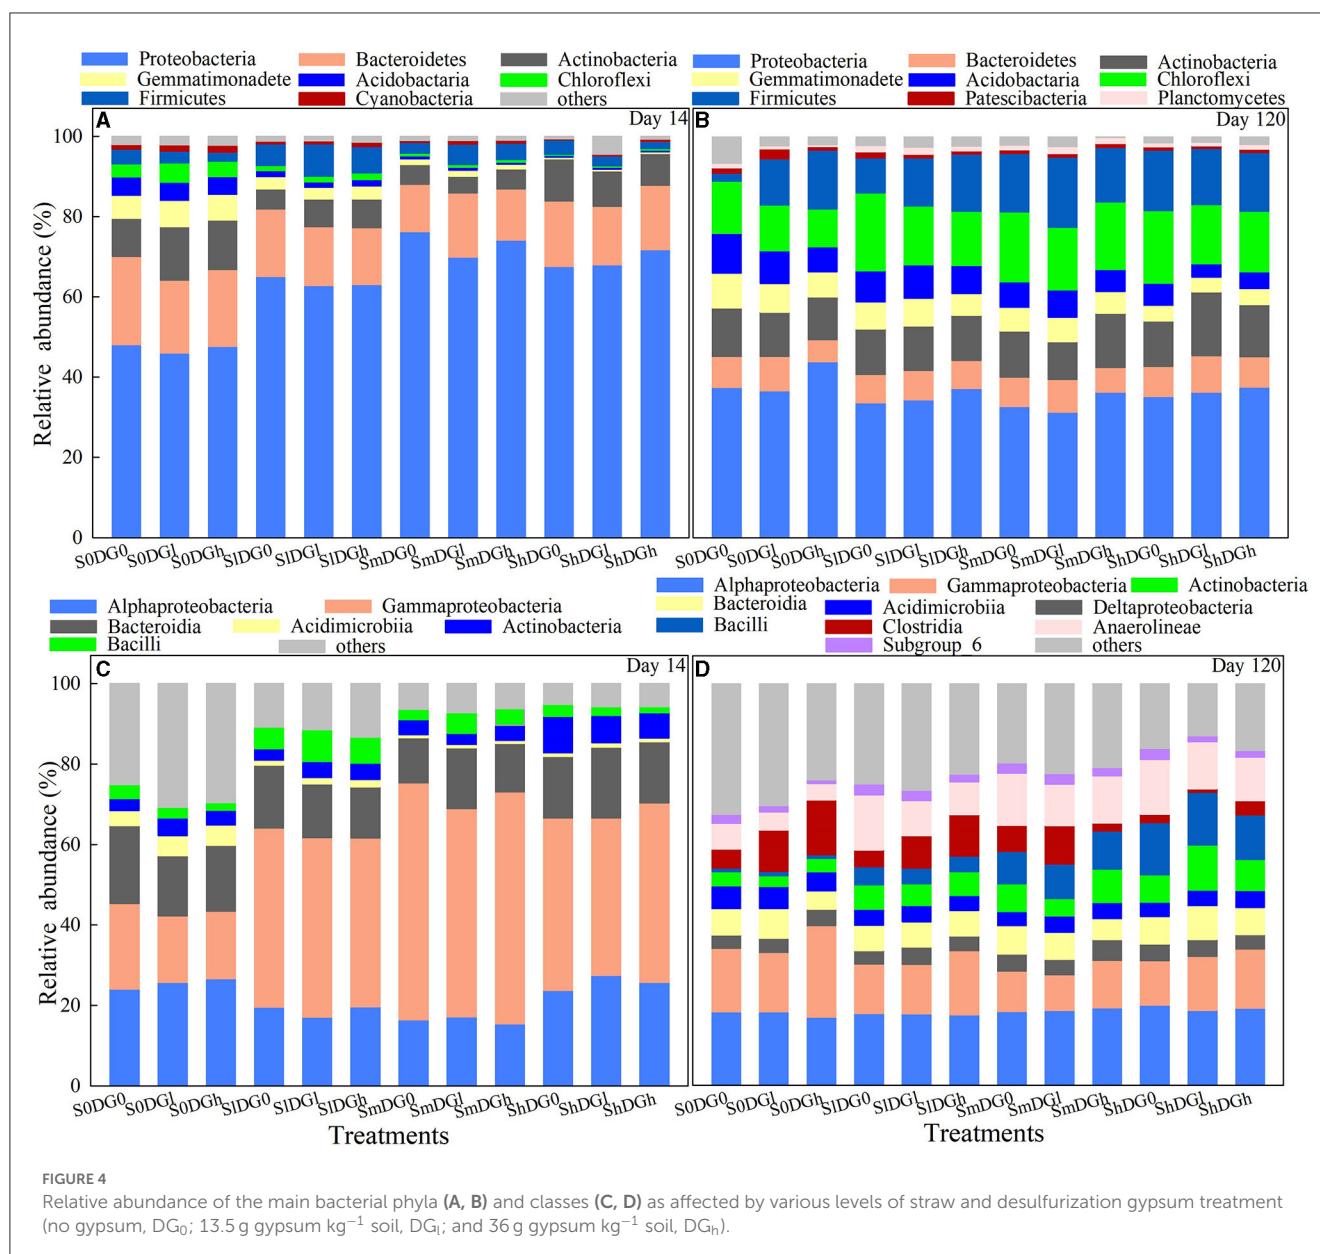 Proteobacteria Bacteroidetes Actinobacteria Proteobacteria Bacteroidetes Actinobacteria
Gemmatimonadete Acidobactaria Chloroflexi Gemmatimonadete Acidobactaria Chloroflexi
Firmicutes Cyanobacteria others Firmicutes Patescibacteria Planctomycetes
A Day 14
B Day 120
100
80
60
40
20
0
Relative abundance (%)
S0DG0 S0DGl S0DGh SlDG0 SlDGl SlDGh SmDG0 SmDGl SmDGh ShDG0 ShDGl ShDGh
S0DG0 S0DGl S0DGh SlDG0 SlDGl SlDGh SmDG0 SmDGl SmDGh ShDG0 ShDGl ShDGh
Alphaproteobacteria Gammaproteobacteria
Bacteroidia Acidimicrobiia Actinobacteria
Bacilli others
Alphaproteobacteria Gammaproteobacteria Actinobacteria
Bacteroidia Acidimicrobiia Deltaproteobacteria
Bacilli Clostridia Anaerolineae
Subgroup_6 others
C Day 14
D Day 120
100
80
60
40
20
0
Relative abundance (%)
S0DG0 S0DGl S0DGh SlDG0 SlDGl SlDGh SmDG0 SmDGl SmDGh ShDG0 ShDGl ShDGh
S0DG0 S0DGl S0DGh SlDG0 SlDGl SlDGh SmDG0 SmDGl SmDGh ShDG0 ShDGl ShDGh
Treatments
Treatments
FIGURE 4
Relative abundance of the main bacterial phyla (A, B) and classes (C, D) as affected by various levels of straw and desulfurization gypsum treatment
(no gypsum, DG₀; 13.5 g gypsum kg⁻¹ soil, DGₗ; and 36 g gypsum kg⁻¹ soil, DGₕ).